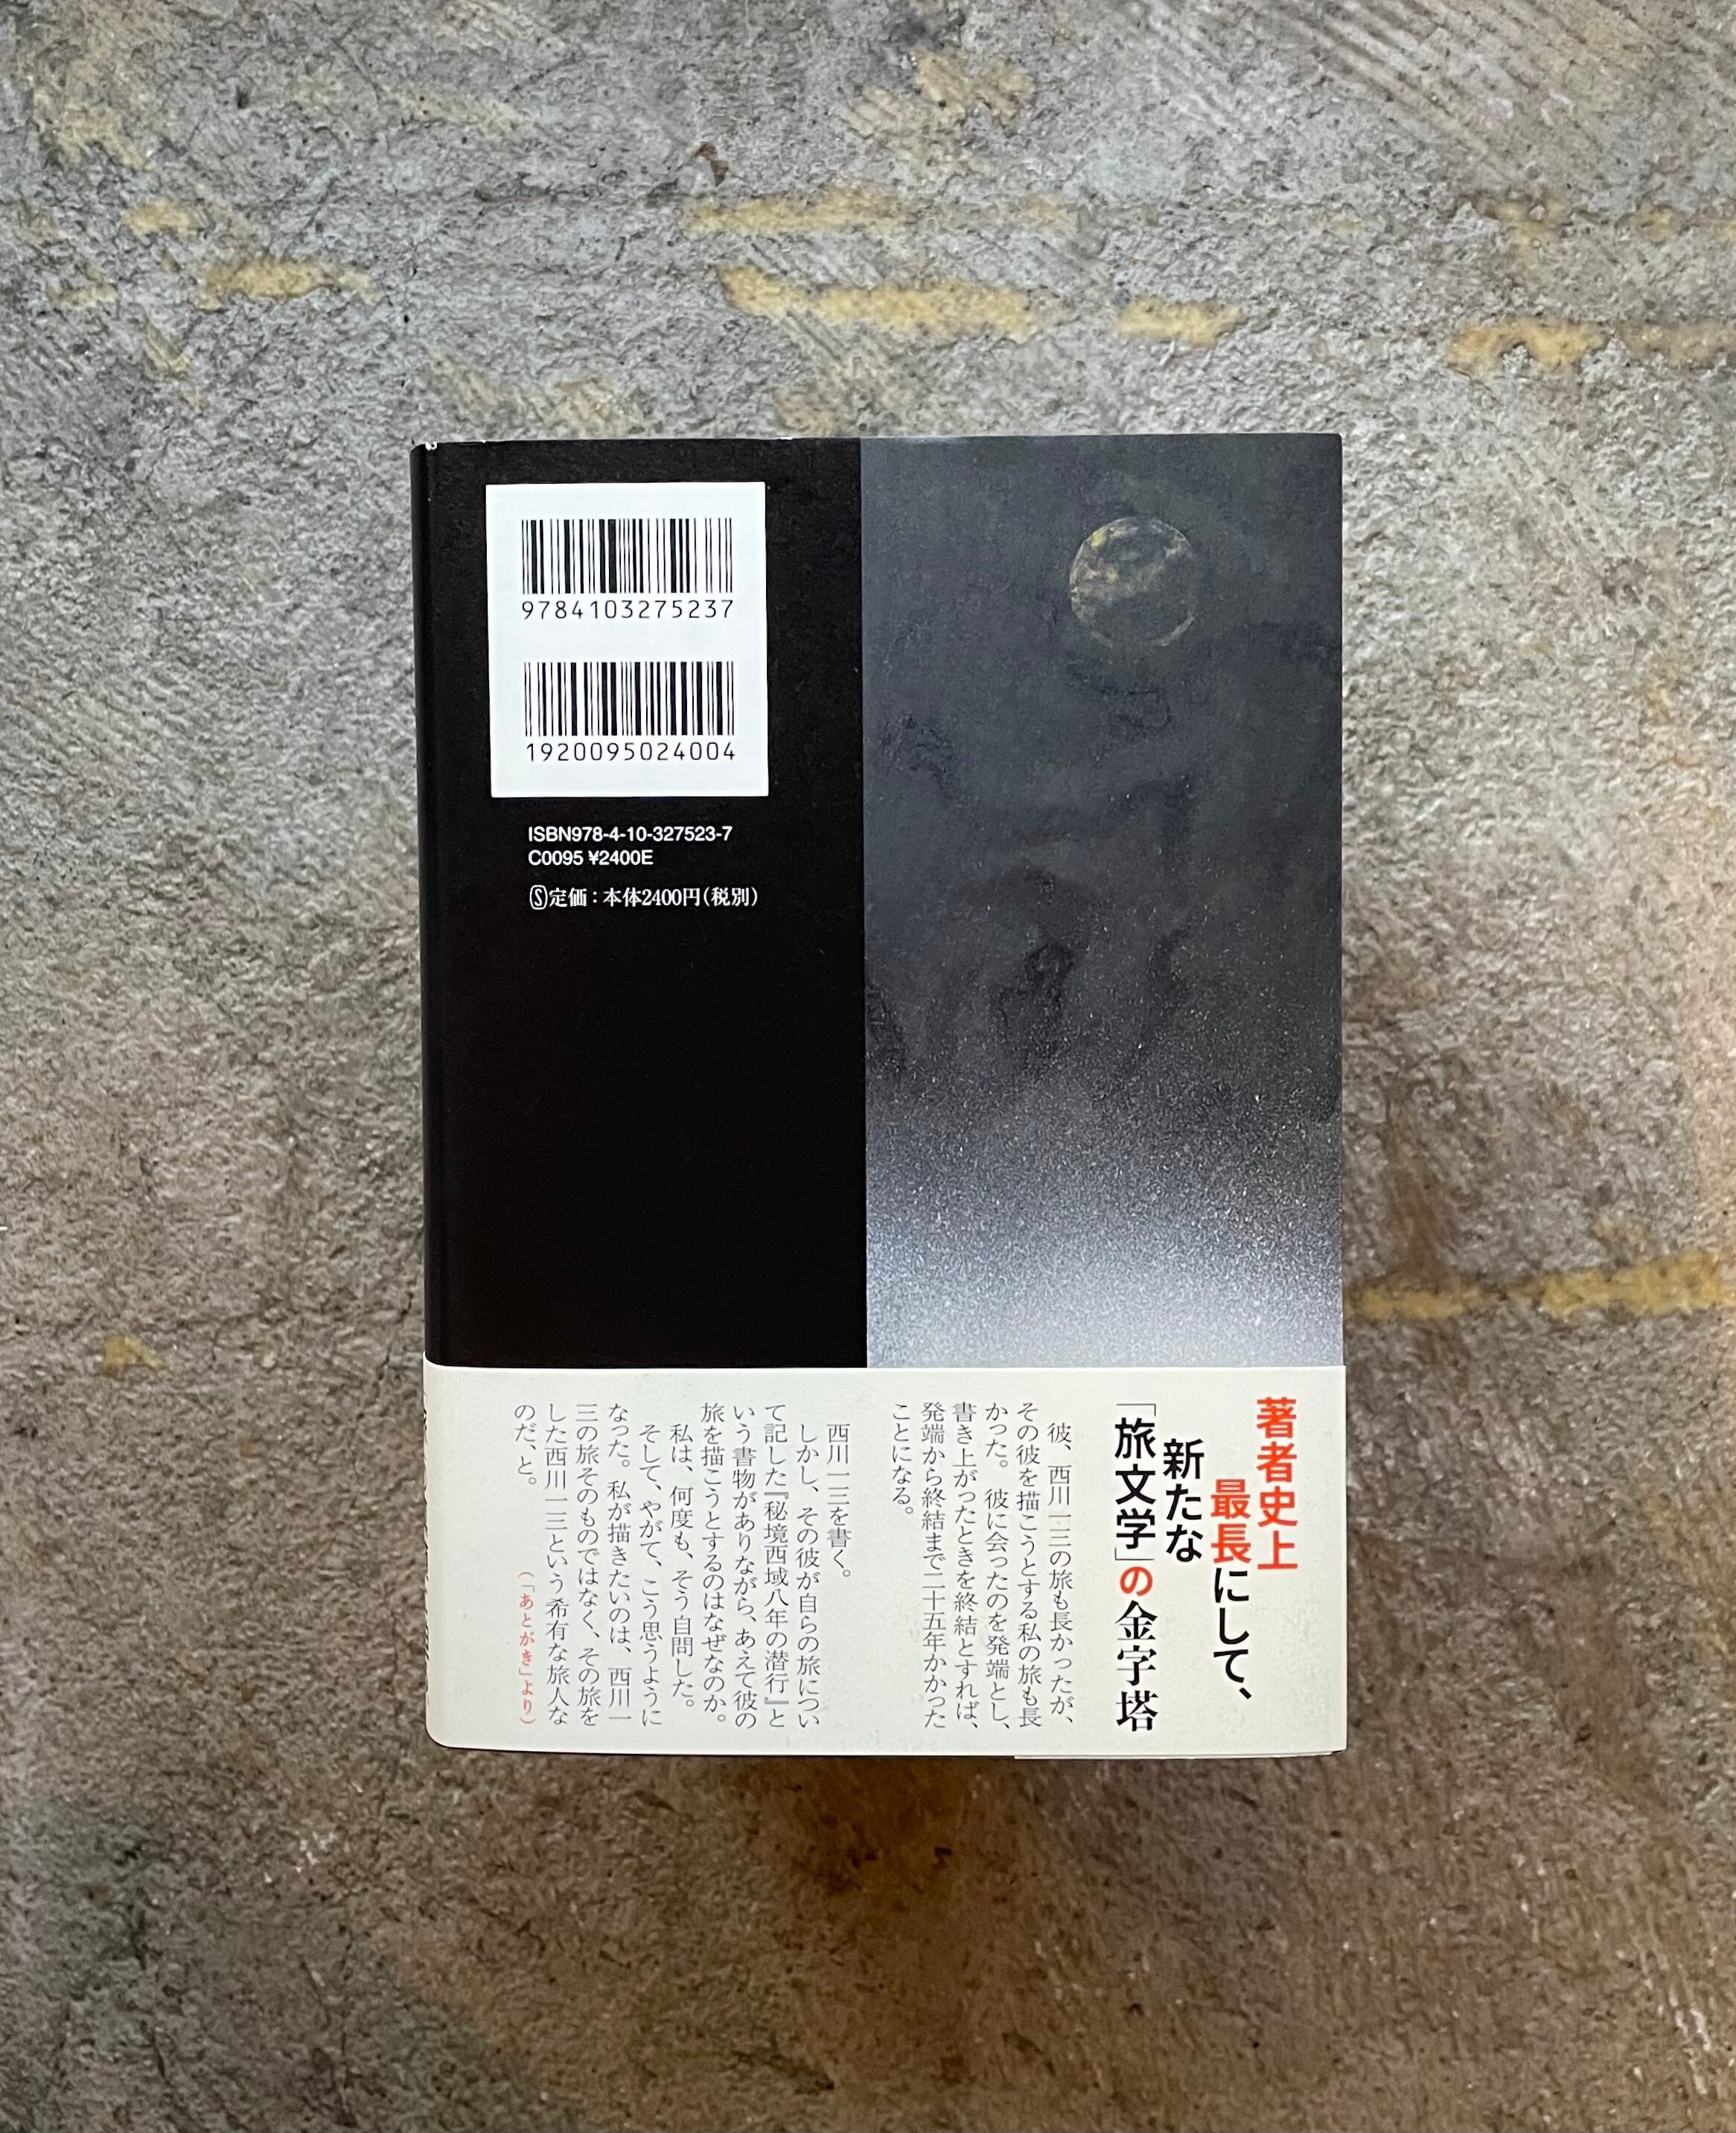 9784103275237
1920095024004
ISBN978-4-10-327523-7
C0095 ¥2400E
Ⓢ定価：本体2400円(税別)
著者史上
最長にして、
新たな
「旅文学」の金字塔
彼、西川一三の旅も長かったが、
その彼を描こうとする私の旅も長
かった。彼に会ったのを発端とし、
書き上がったときを終結とすれば、
発端から終結まで二十五年かかった
ことになる。
西川一三を書く。
しかし、その彼が自らの旅につい
て記した『秘境西域八年の潜行』と
いう書物がありながら、あえて彼の
旅を描こうとするのはなぜなのか。
私は、何度も、そう自問した。
そして、やがて、こう思うように
なった。私が描きたいのは、西川一
三の旅そのものではなく、その旅を
した西川一三という希有な旅人な
のだ、と。
(「あとがき」より)